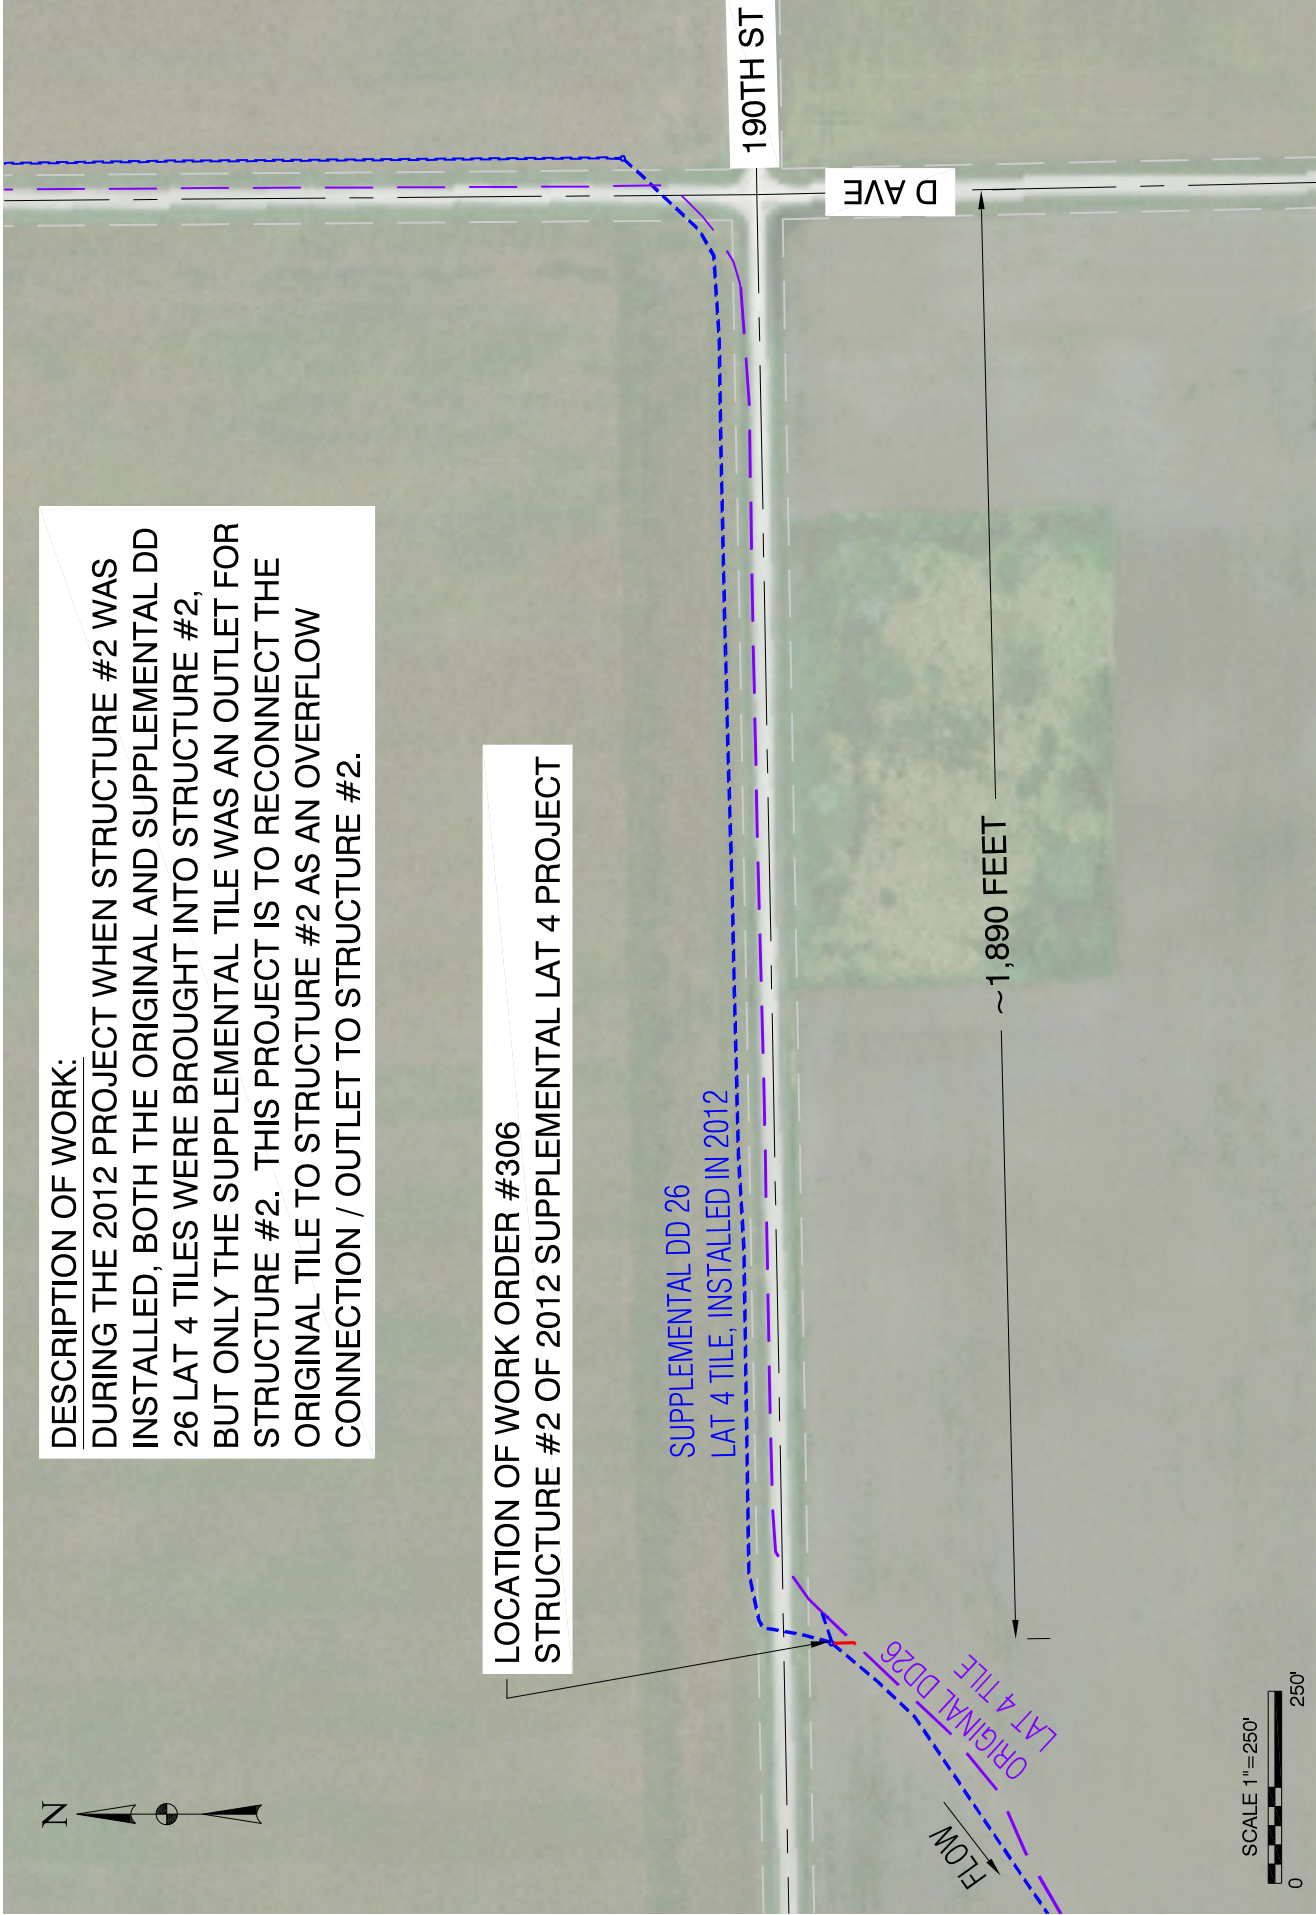 N
DESCRIPTION OF WORK:
DURING THE 2012 PROJECT WHEN STRUCTURE #2 WAS
INSTALLED, BOTH THE ORIGINAL AND SUPPLEMENTAL DD
26 LAT 4 TILES WERE BROUGHT INTO STRUCTURE #2,
BUT ONLY THE SUPPLEMENTAL TILE WAS AN OUTLET FOR
STRUCTURE #2. THIS PROJECT IS TO RECONNECT THE
ORIGINAL TILE TO STRUCTURE #2 AS AN OVERFLOW
CONNECTION / OUTLET TO STRUCTURE #2.
LOCATION OF WORK ORDER #306
STRUCTURE #2 OF 2012 SUPPLEMENTAL LAT 4 PROJECT
SUPPLEMENTAL DD 26
LAT 4 TILE, INSTALLED IN 2012
190TH ST
D AVE
~1,890 FEET
ORIGINAL DD26
LAT 4 TILE
FLOW
SCALE 1"=250'
0
250'